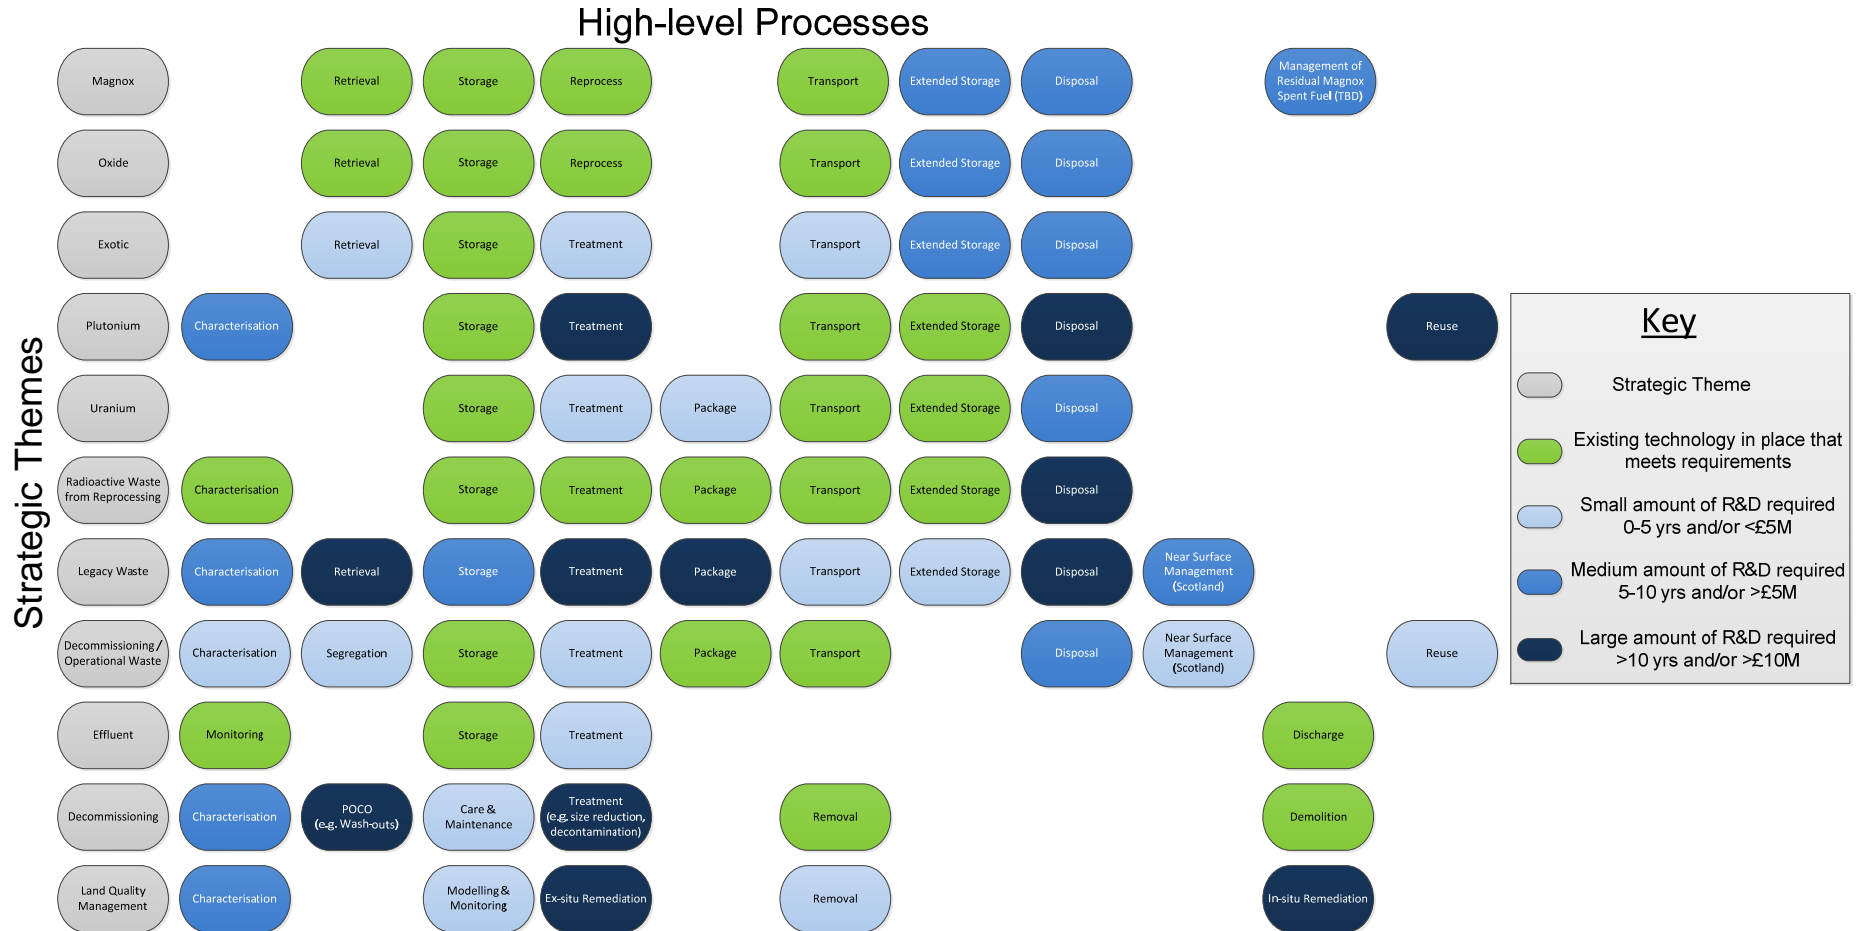 High-level Processes
Strategic Themes
Magnox
Retrieval
Storage
Reprocess
Transport
Extended Storage
Disposal
Management of
Residual Magnox
Spent Fuel (TBD)
Oxide
Retrieval
Storage
Reprocess
Transport
Extended Storage
Disposal
Exotic
Retrieval
Storage
Treatment
Transport
Extended Storage
Disposal
Plutonium
Characterisation
Storage
Treatment
Transport
Extended Storage
Disposal
Reuse
Uranium
Storage
Treatment
Package
Transport
Extended Storage
Disposal
Radioactive Waste
from Reprocessing
Characterisation
Storage
Treatment
Package
Transport
Extended Storage
Disposal
Legacy Waste
Characterisation
Retrieval
Storage
Treatment
Package
Transport
Extended Storage
Disposal
Near Surface
Management
(Scotland)
Decommissioning/
Operational Waste
Characterisation
Segregation
Storage
Treatment
Package
Transport
Disposal
Near Surface
Management
(Scotland)
Reuse
Effluent
Monitoring
Storage
Treatment
Discharge
Decommissioning
Characterisation
POCO
(e.g. Wash-outs)
Care &
Maintenance
Treatment
(e.g. size reduction,
decontamination)
Removal
Demolition
Land Quality
Management
Characterisation
Modelling &
Monitoring
Ex-situ Remediation
Removal
In-situ Remediation
Key
Strategic Theme
Existing technology in place that
meets requirements
Small amount of R&D required
0-5 yrs and/or <£5M
Medium amount of R&D required
5-10 yrs and/or >£5M
Large amount of R&D required
>10 yrs and/or >£10M